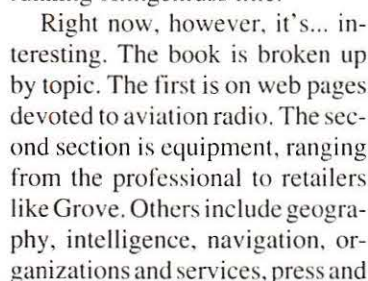 Right now, however, it's... in-
teresting. The book is broken up
by topic. The first is on web pages
devoted to aviation radio. The sec-
ond section is equipment, ranging
from the professional to retailers
like Grove. Others include geogra-
phy, intelligence, navigation, or-
ganizations and services, press and